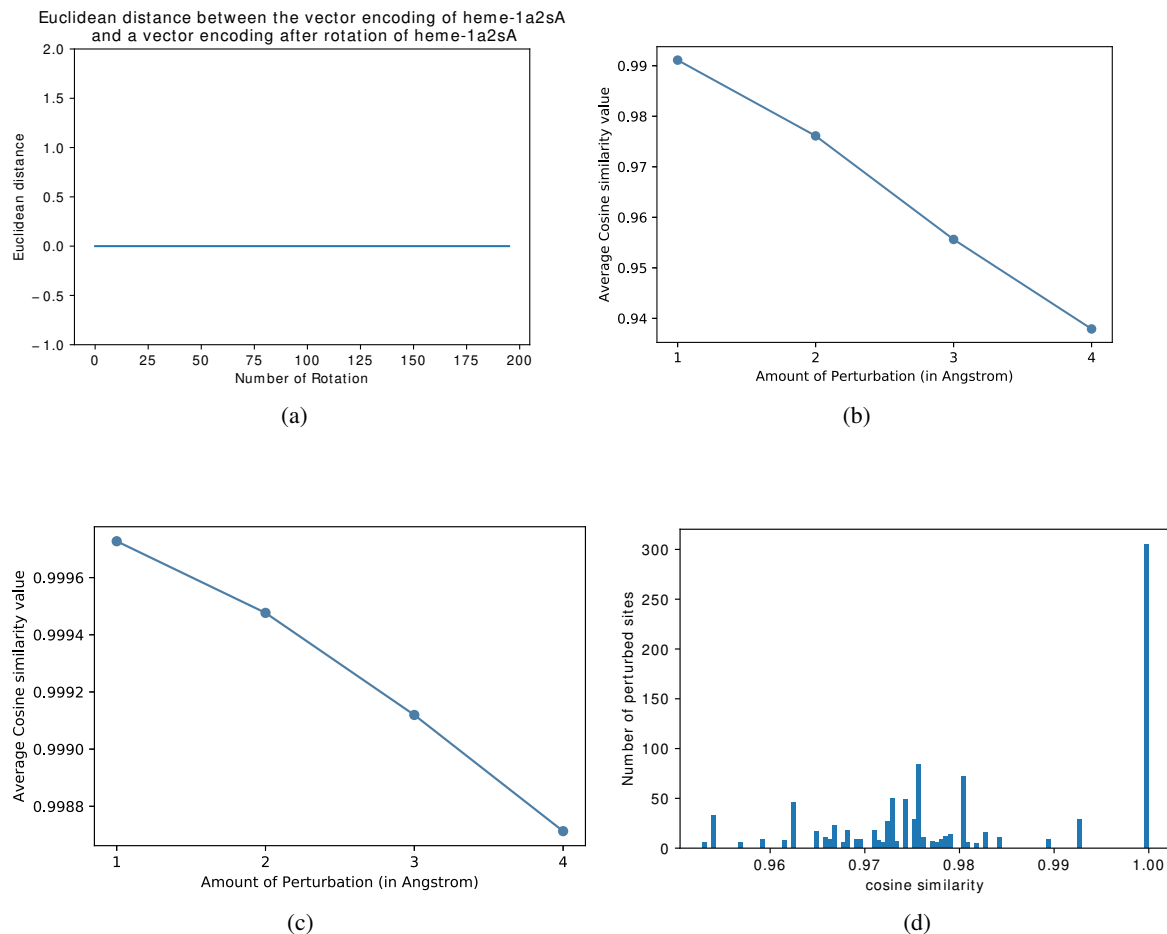 Euclidean distance between the vector encoding of heme-1a2sA
and a vector encoding after rotation of heme-1a2sA
2.0
1.5
1.0
0.5
0.0
−0.5
−1.0
Euclidean distance
0 25 50 75 100 125 150 175 200
Number of Rotation
(a)
0.99
0.98
0.97
0.96
0.95
0.94
Average Cosine similarity value
1 2 3 4
Amount of Perturbation (in Angstrom)
(b)
0.9996
0.9994
0.9992
0.9990
0.9988
Average Cosine similarity value
1 2 3 4
Amount of Perturbation (in Angstrom)
(c)
300
250
200
150
100
50
0
Number of perturbed sites
0.96 0.97 0.98 0.99 1.00
cosine similarity
(d)